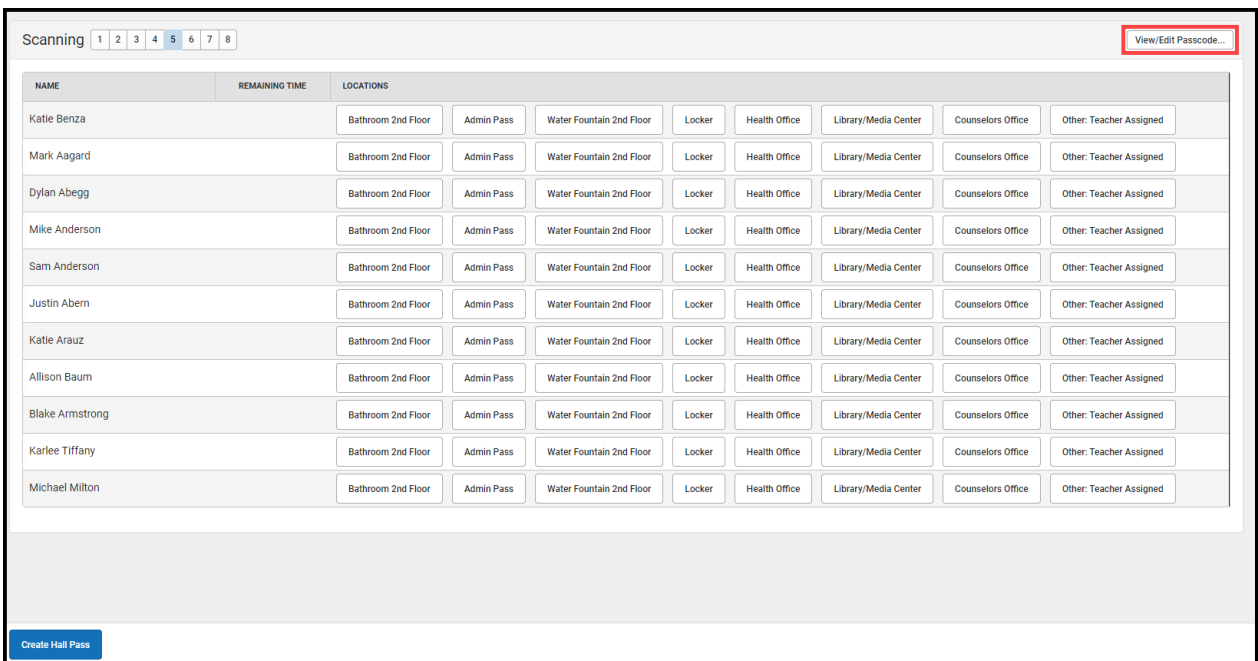 Scanning 1 2 3 4 5 6 7 8 View/Edit Passcode...
NAME REMAINING TIME LOCATIONS
Katie Benza Bathroom 2nd Floor Admin Pass Water Fountain 2nd Floor Locker Health Office Library/Media Center Counselors Office Other: Teacher Assigned
Mark Aagard Bathroom 2nd Floor Admin Pass Water Fountain 2nd Floor Locker Health Office Library/Media Center Counselors Office Other: Teacher Assigned
Dylan Abegg Bathroom 2nd Floor Admin Pass Water Fountain 2nd Floor Locker Health Office Library/Media Center Counselors Office Other: Teacher Assigned
Mike Anderson Bathroom 2nd Floor Admin Pass Water Fountain 2nd Floor Locker Health Office Library/Media Center Counselors Office Other: Teacher Assigned
Sam Anderson Bathroom 2nd Floor Admin Pass Water Fountain 2nd Floor Locker Health Office Library/Media Center Counselors Office Other: Teacher Assigned
Justin Abern Bathroom 2nd Floor Admin Pass Water Fountain 2nd Floor Locker Health Office Library/Media Center Counselors Office Other: Teacher Assigned
Katie Arauz Bathroom 2nd Floor Admin Pass Water Fountain 2nd Floor Locker Health Office Library/Media Center Counselors Office Other: Teacher Assigned
Allison Baum Bathroom 2nd Floor Admin Pass Water Fountain 2nd Floor Locker Health Office Library/Media Center Counselors Office Other: Teacher Assigned
Blake Armstrong Bathroom 2nd Floor Admin Pass Water Fountain 2nd Floor Locker Health Office Library/Media Center Counselors Office Other: Teacher Assigned
Karlee Tiffany Bathroom 2nd Floor Admin Pass Water Fountain 2nd Floor Locker Health Office Library/Media Center Counselors Office Other: Teacher Assigned
Michael Milton Bathroom 2nd Floor Admin Pass Water Fountain 2nd Floor Locker Health Office Library/Media Center Counselors Office Other: Teacher Assigned
Create Hall Pass